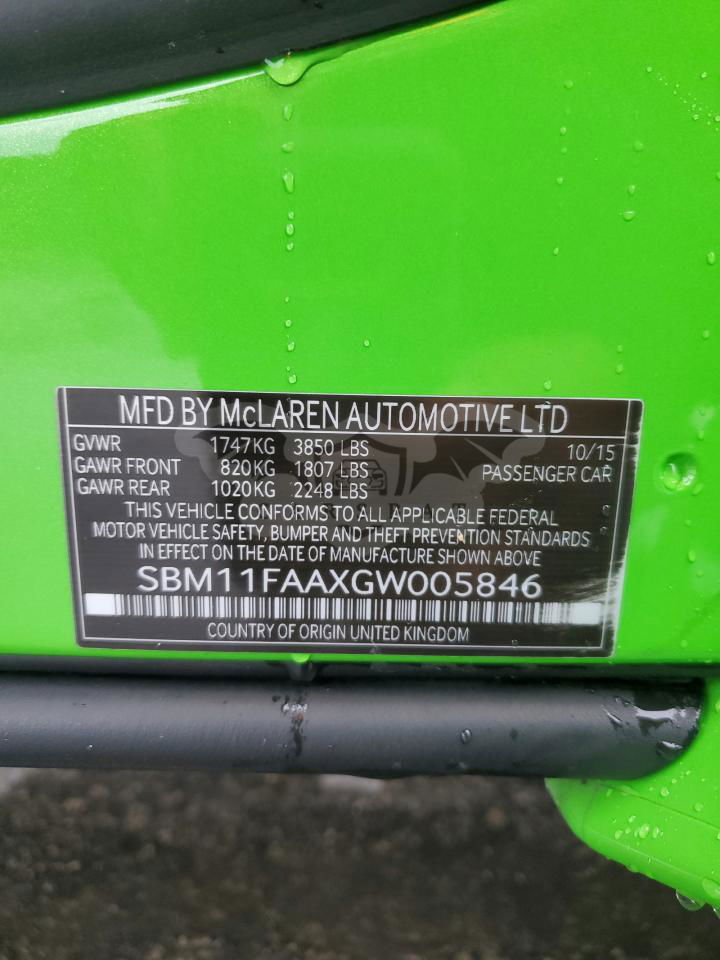 MFD BY McLAREN AUTOMOTIVE LTD
GVWR 1747KG 3850 LBS 10/15
GAWR FRONT 820KG 1807 LBS PASSENGER CAR
GAWR REAR 1020KG 2248 LBS
THIS VEHICLE CONFORMS TO ALL APPLICABLE FEDERAL
MOTOR VEHICLE SAFETY, BUMPER AND THEFT PREVENTION STANDARDS
IN EFFECT ON THE DATE OF MANUFACTURE SHOWN ABOVE
SBM11FAAXGW005846
COUNTRY OF ORIGIN UNITED KINGDOM